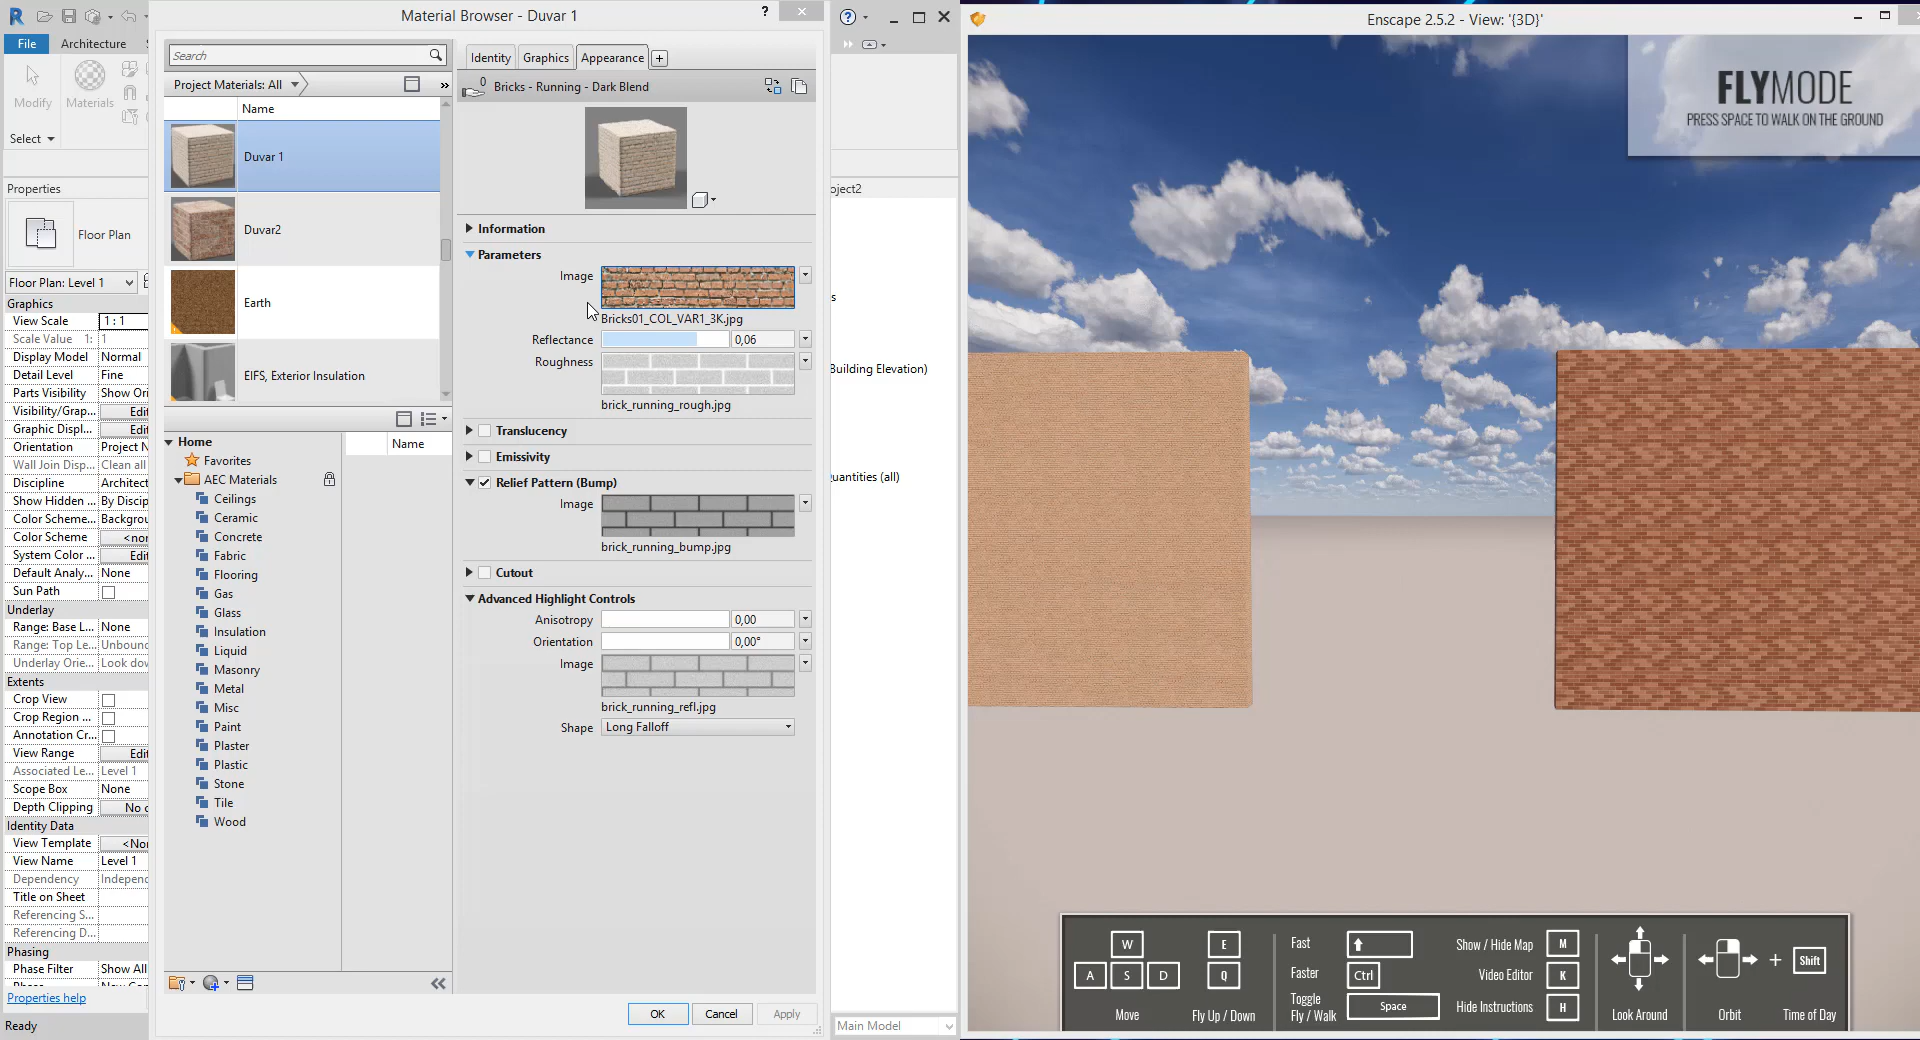 Material Browser - Duvar 1
?
File
Architecture
Modify
Materials
Select
Properties
Floor Plan
Floor Plan: Level 1
Graphics
View Scale
1 : 1
Scale Value 1:
1
Display Model
Normal
Detail Level
Fine
Parts Visibility
Show Ori
Visibility/Grap...
Edit
Graphic Displ...
Edit
Orientation
Project N
Wall Join Disp...
Clean all
Discipline
Architect
Show Hidden ...
By Discip
Color Scheme...
Backgrou
Color Scheme
<nor
System Color ...
Edit
Default Analy...
None
Sun Path
Underlay
Range: Base L...
None
Range: Top Le...
Unbound
Underlay Orie...
Look dow
Extents
Crop View
Crop Region ...
Annotation Cr...
View Range
Edit
Associated Le...
Level 1
Scope Box
None
Depth Clipping
No c
Identity Data
View Template
<Nor
View Name
Level 1
Dependency
Independ
Title on Sheet
Referencing S...
Referencing D...
Phasing
Phase Filter
Show All
Properties help
Ready
Search
Project Materials: All
»
Name
Duvar 1
Duvar2
Earth
EIFS, Exterior Insulation
Home
Favorites
AEC Materials
Ceilings
Ceramic
Concrete
Fabric
Flooring
Gas
Glass
Insulation
Liquid
Masonry
Metal
Misc
Paint
Plaster
Plastic
Stone
Tile
Wood
Name
Identity
Graphics
Appearance
+
0
Bricks - Running - Dark Blend
Information
Parameters
Image
Bricks01_COL_VAR1_3K.jpg
Reflectance
0,06
Roughness
brick_running_rough.jpg
Translucency
Emissivity
Relief Pattern (Bump)
Image
brick_running_bump.jpg
Cutout
Advanced Highlight Controls
Anisotropy
0,00
Orientation
0,00°
Image
brick_running_refl.jpg
Shape
Long Falloff
OK
Cancel
Apply
oject2
s
Building Elevation)
uantities (all)
Main Model
Enscape 2.5.2 - View: '{3D}'
FLYMODE
PRESS SPACE TO WALK ON THE GROUND
W
A
S
D
Move
E
Q
Fly Up / Down
Fast
Faster
Ctrl
Toggle
Fly / Walk
Space
Show / Hide Map
M
Video Editor
K
Hide Instructions
H
Look Around
Orbit
+
Shift
Time of Day